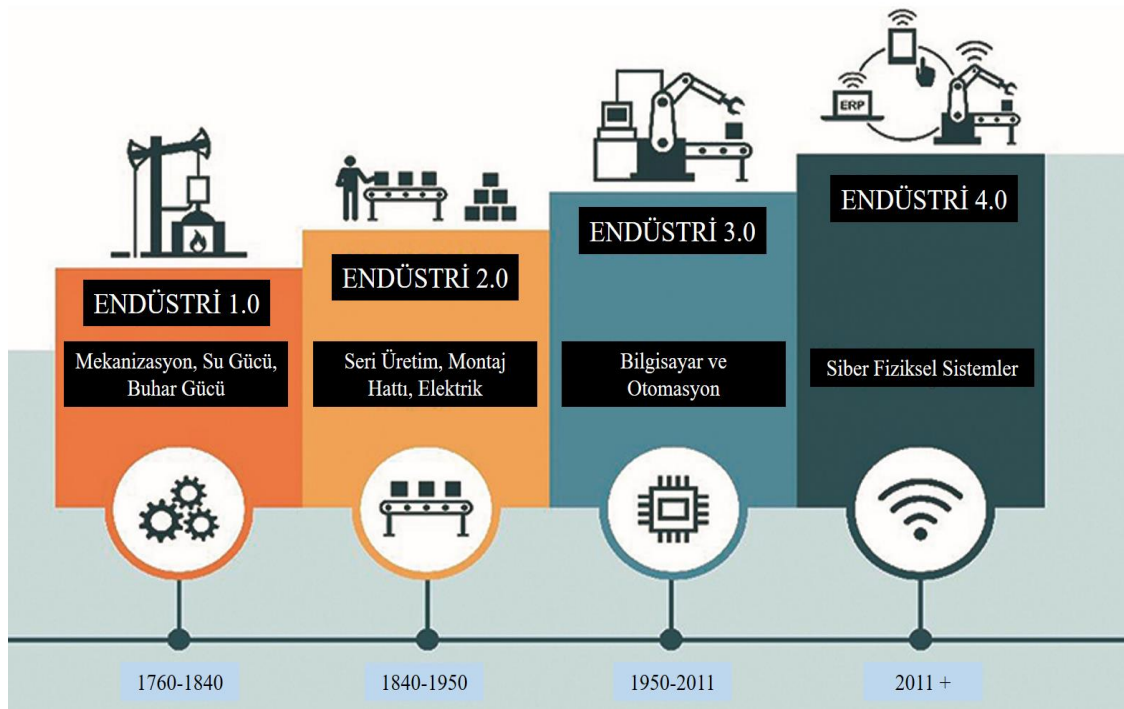 ERP
ENDÜSTRİ 1.0
Mekanizasyon, Su Gücü,
Buhar Gücü
ENDÜSTRİ 2.0
Seri Üretim, Montaj
Hattı, Elektrik
ENDÜSTRİ 3.0
Bilgisayar ve
Otomasyon
ENDÜSTRİ 4.0
Siber Fiziksel Sistemler
1760-1840
1840-1950
1950-2011
2011 +